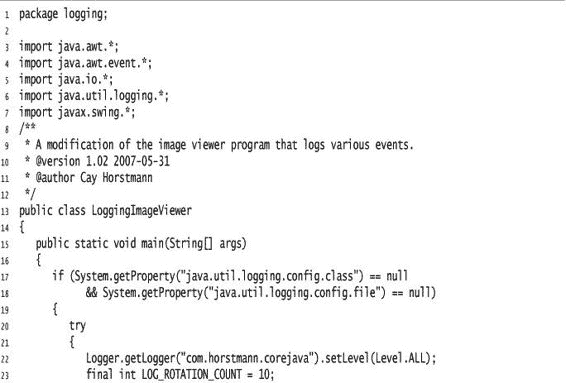 1 package logging;
2
3 import java.awt.*;
4 import java.awt.event.*;
5 import java.io.*;
6 import java.util.logging.*;
7 import javax.swing.*;
8 /**
9  * A modification of the image viewer program that logs various events.
10  * @version 1.02 2007-05-31
11  * @author Cay Horstmann
12  */
13 public class LoggingImageViewer
14 {
15    public static void main(String[] args)
16    {
17       if (System.getProperty("java.util.logging.config.class") == null
18             && System.getProperty("java.util.logging.config.file") == null)
19       {
20          try
21          {
22             Logger.getLogger("com.horstmann.corejava").setLevel(Level.ALL);
23             final int LOG_ROTATION_COUNT = 10;